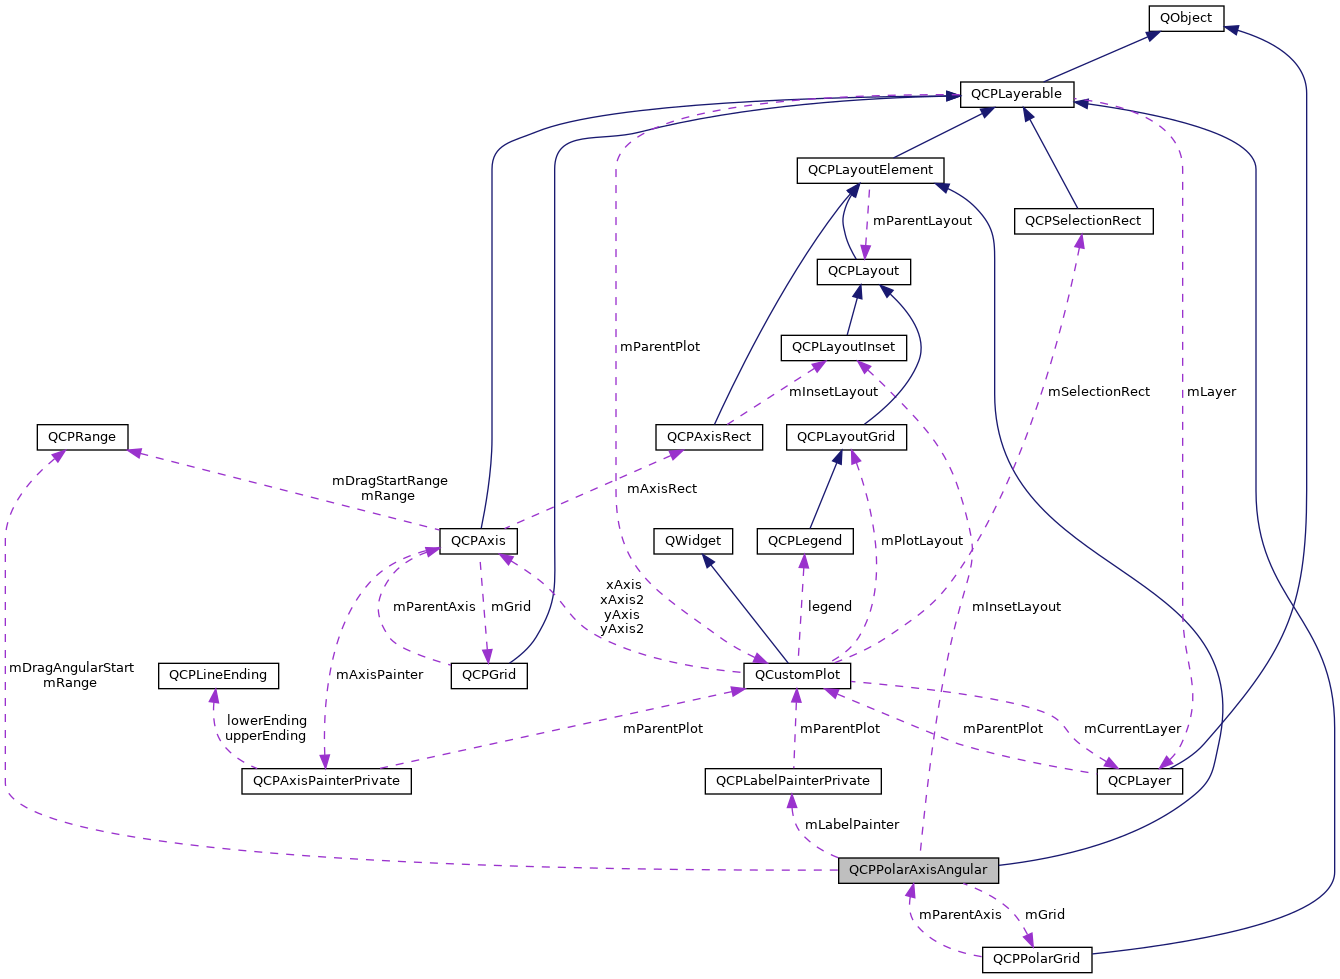 QObject
QCPLayerable
QCPLayoutElement
QCPSelectionRect
mParentLayout
QCPLayout
mParentPlot
QCPLayoutInset
mInsetLayout
mSelectionRect
mLayer
QCPRange
QCPAxisRect
QCPLayoutGrid
mDragStartRange
mRange
mAxisRect
QCPAxis
QWidget
QCPLegend
mPlotLayout
xAxis
xAxis2
yAxis
yAxis2
mParentAxis
mGrid
legend
mInsetLayout
mDragAngularStart
mRange
QCPLineEnding
mAxisPainter
QCPGrid
QCustomPlot
lowerEnding
upperEnding
mParentPlot
mParentPlot
mParentPlot
mCurrentLayer
QCPAxisPainterPrivate
QCPLabelPainterPrivate
QCPLayer
mLabelPainter
QCPPolarAxisAngular
mParentAxis
mGrid
QCPPolarGrid